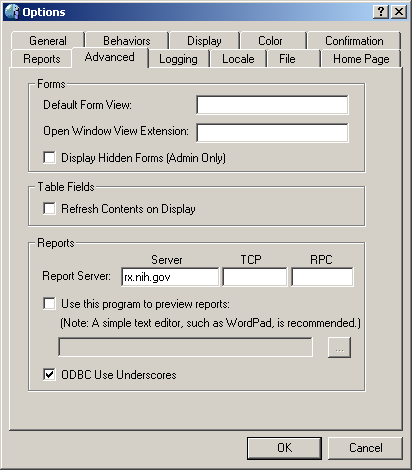 Options
General Behaviors Display Color Confirmation
Reports Advanced Logging Locale File Home Page
Forms
Default Form View:
Open Window View Extension:
Display Hidden Forms (Admin Only)
Table Fields
Refresh Contents on Display
Reports
Server TCP RPC
Report Server: rx.nih.gov
Use this program to preview reports:
(Note: A simple text editor, such as WordPad, is recommended.)
...
ODBC Use Underscores
OK Cancel